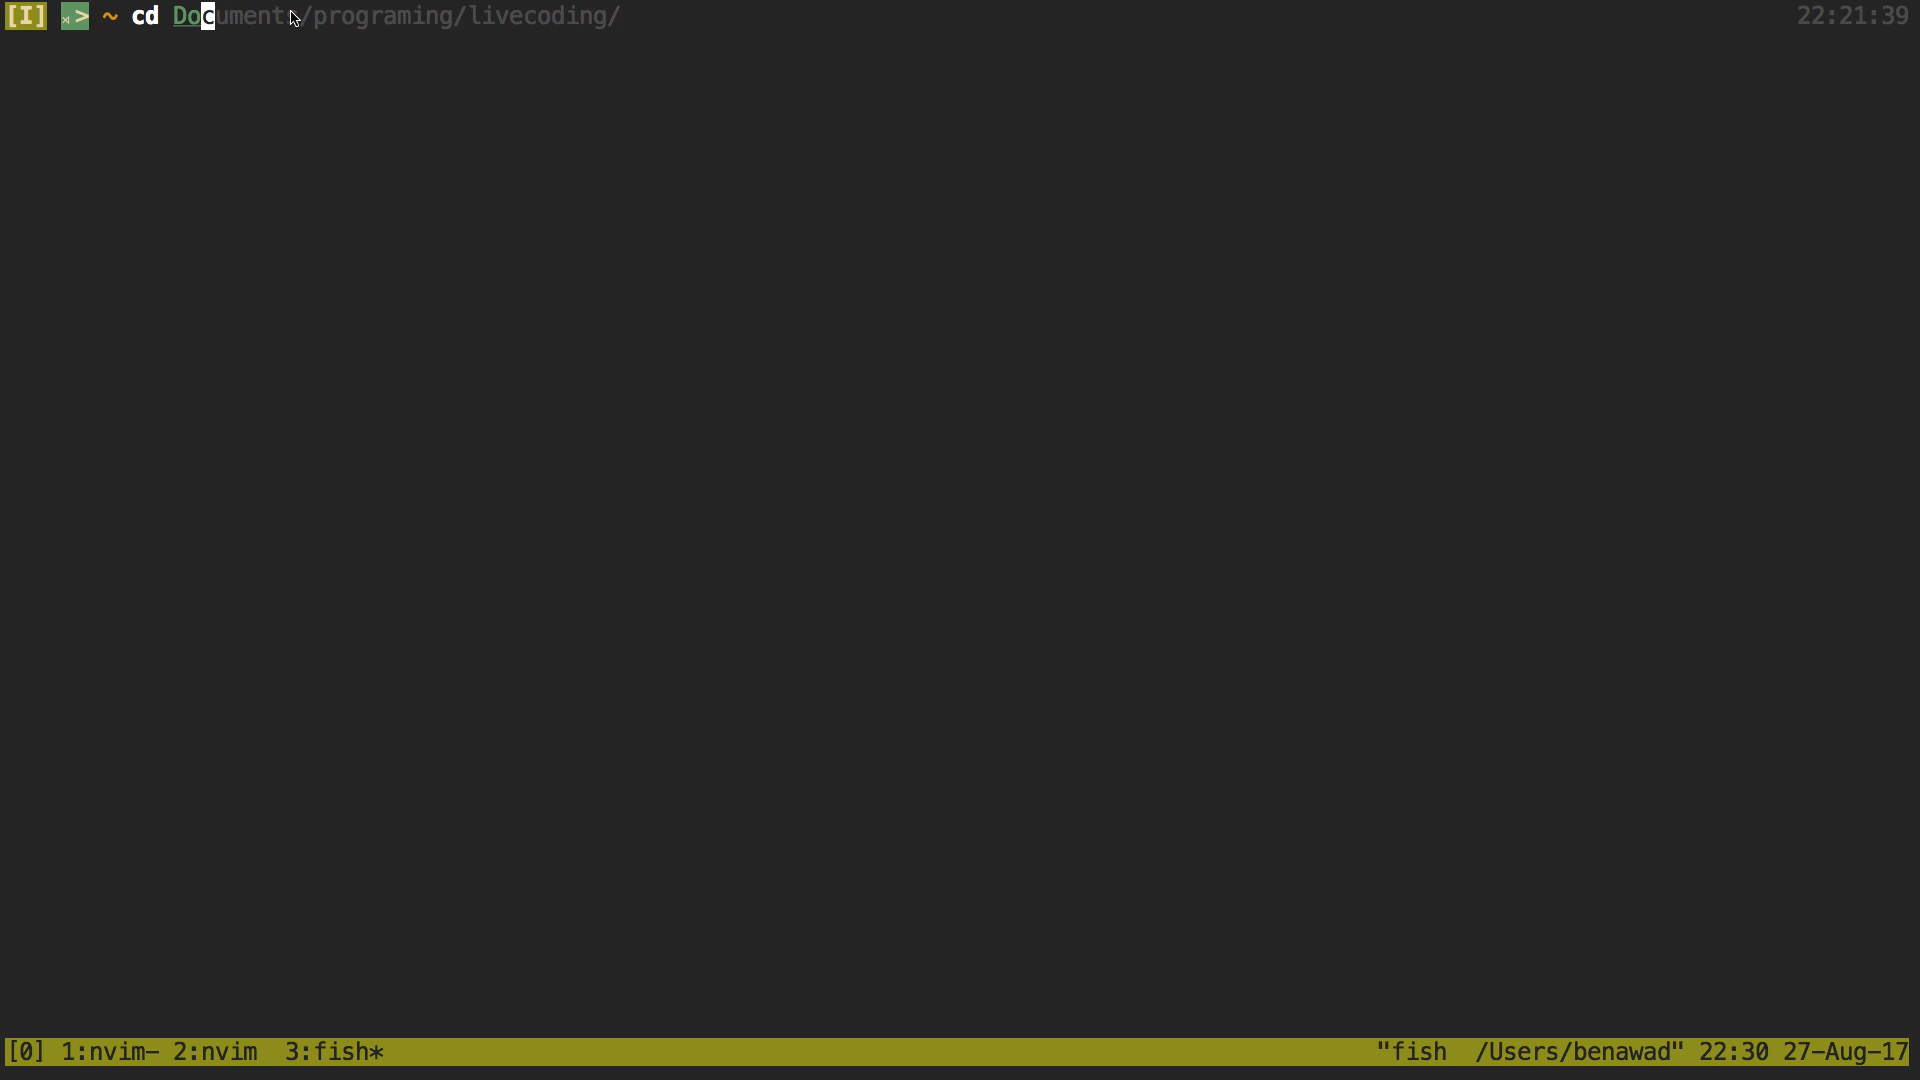 [I] > ~ cd Documents/programing/livecoding/ 22:21:39
[0] 1:nvim- 2:nvim 3:fish* "fish /Users/benawad" 22:30 27-Aug-17